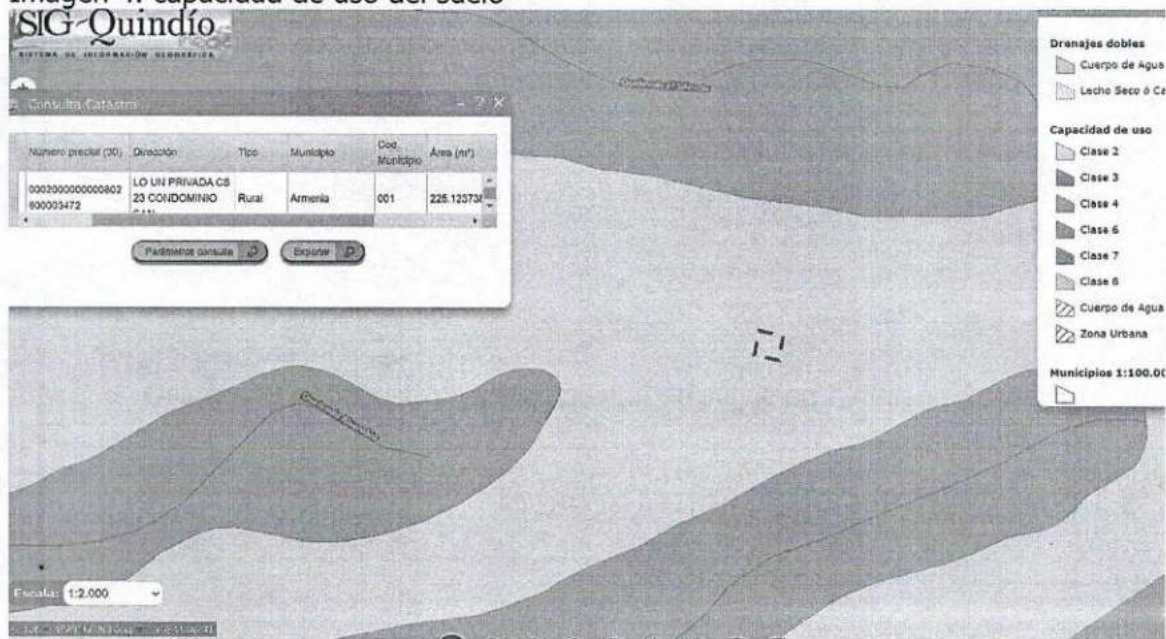 Imagen 4. capacidad de uso del suelo
SIG-Quindío
SISTEMA DE INFORMACIÓN GEOGRÁFICA
Consulta Catastro
Número predial (30) Dirección Tipo Municipio Cod. Municipio Área (m²)
0002000000000802
600003472
LO UN PRIVADA CS
23 CONDOMINIO
Rural Armenia 001 225.123738
Parámetros consulta Exportar
Drenajes dobles
Cuerpo de Agua
Lecho Seco ó Ca
Capacidad de uso
Clase 2
Clase 3
Clase 4
Clase 6
Clase 7
Clase 8
Cuerpo de Agua
Zona Urbana
Municipios 1:100.00
Escala: 1:2.000